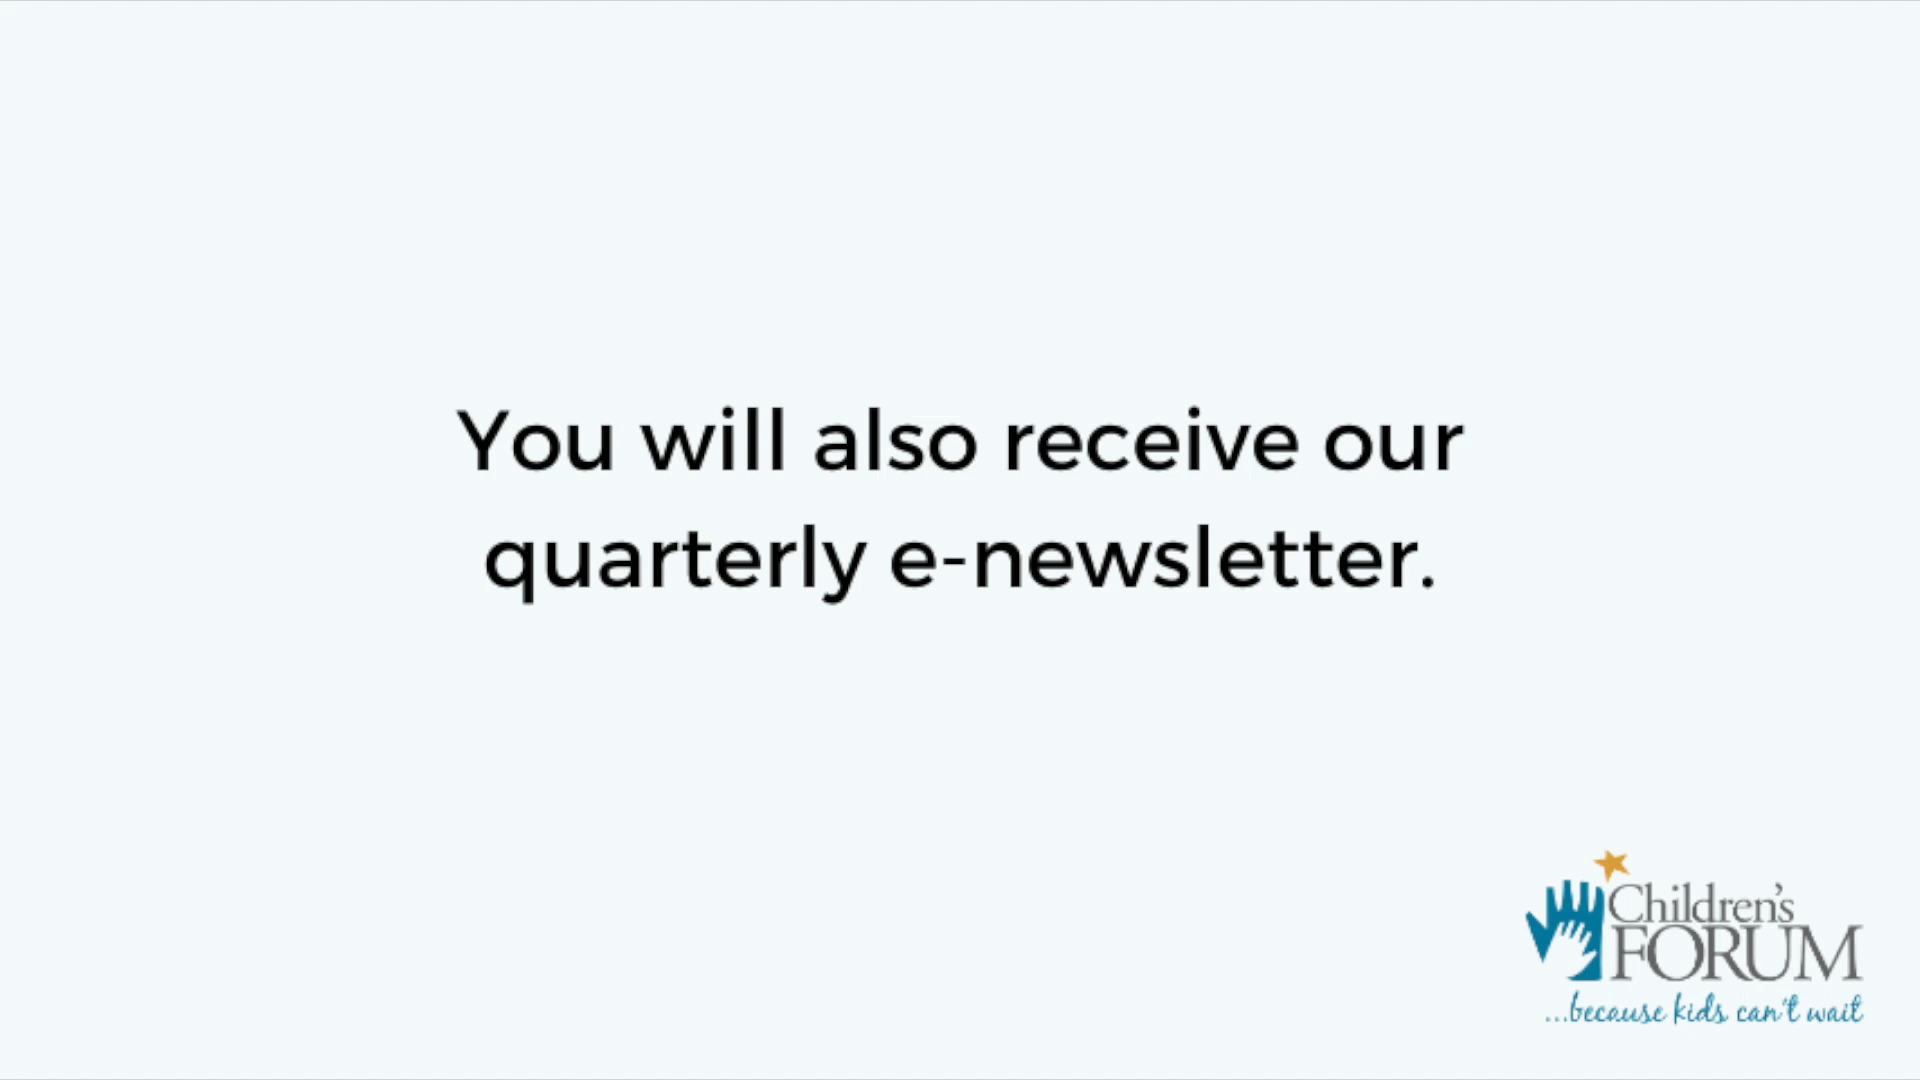 You will also receive our
quarterly e-newsletter.
Children's
FORUM
...because kids can't wait